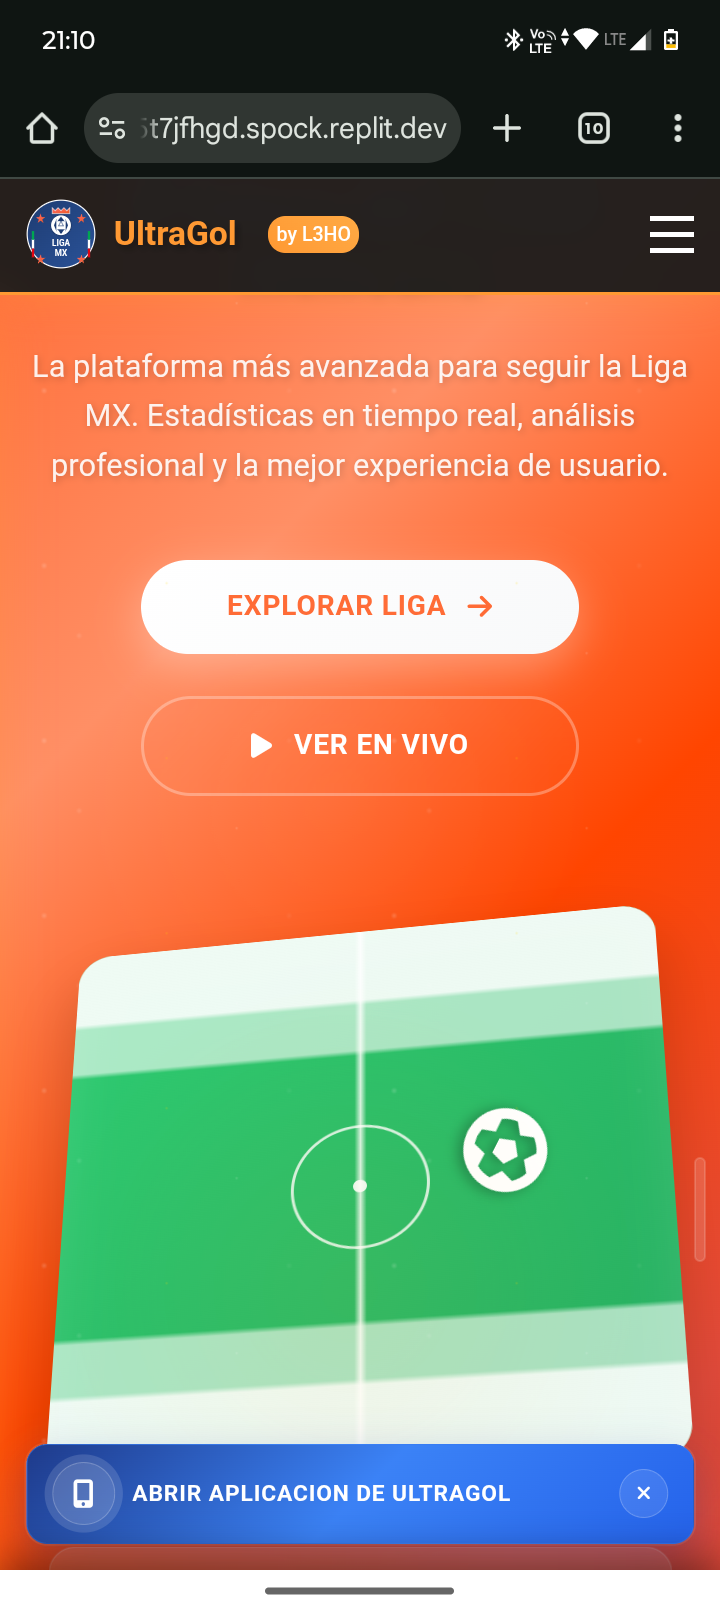 21:10
Vo
LTE
LTE
t7jfhgd.spock.replit.dev
10
LIGA
MX
UltraGol
by L3HO
La plataforma más avanzada para seguir la Liga
MX. Estadísticas en tiempo real, análisis
profesional y la mejor experiencia de usuario.
EXPLORAR LIGA
VER EN VIVO
ABRIR APLICACION DE ULTRAGOL